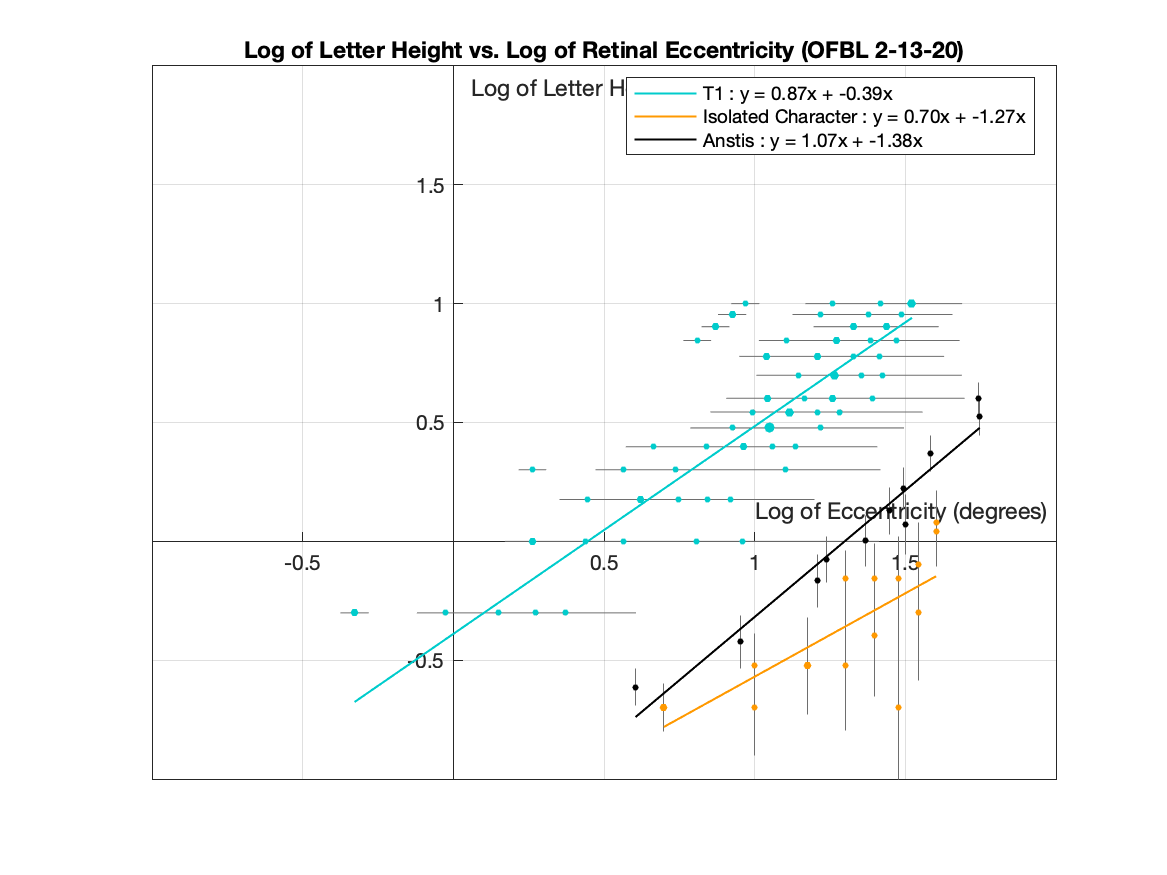 Log of Letter Height vs. Log of Retinal Eccentricity (OFBL 2-13-20)
Log of Letter H
T1 : y = 0.87x + -0.39x
Isolated Character : y = 0.70x + -1.27x
Anstis : y = 1.07x + -1.38x
1.5
1
0.5
Log of Eccentricity (degrees)
-0.5 0.5 1 1.5
-0.5